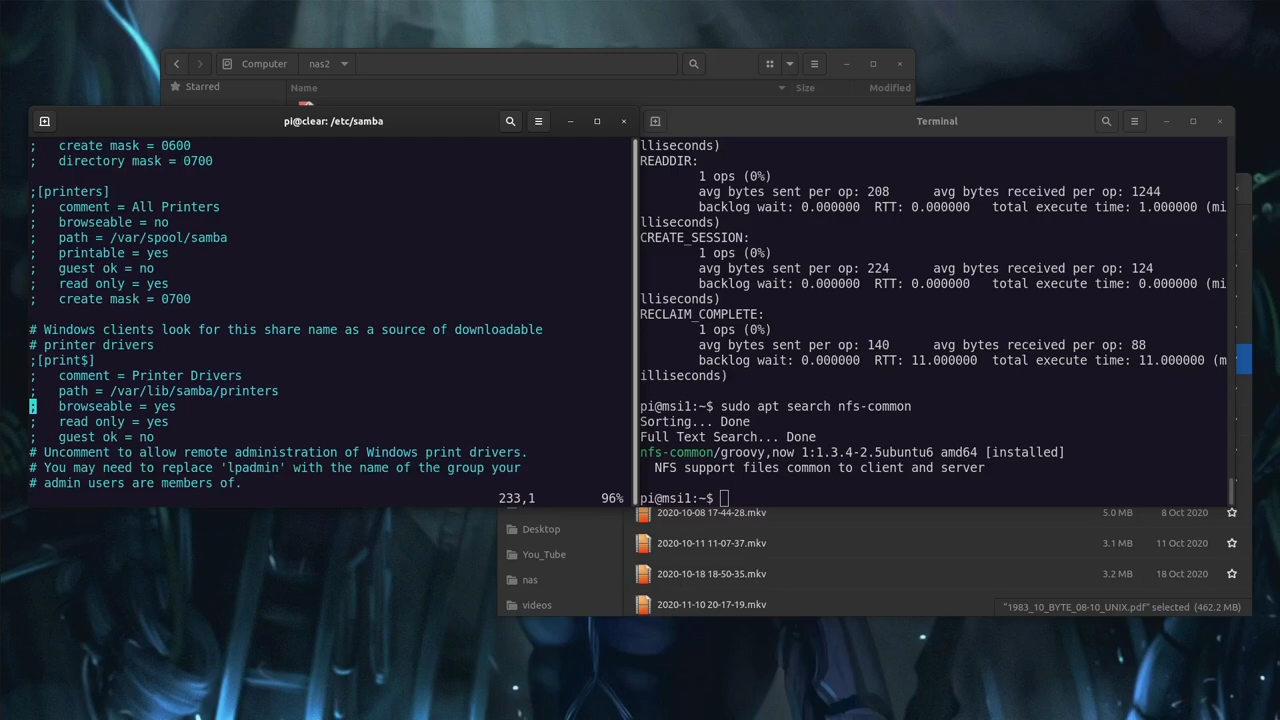 Computer
nas2
Starred
Name
Size
Modified
pi@clear: /etc/samba
;   create mask = 0600
;   directory mask = 0700
;[printers]
;   comment = All Printers
;   browseable = no
;   path = /var/spool/samba
;   printable = yes
;   guest ok = no
;   read only = yes
;   create mask = 0700
# Windows clients look for this share name as a source of downloadable
# printer drivers
;[print$]
;   comment = Printer Drivers
;   path = /var/lib/samba/printers
;   browseable = yes
;   read only = yes
;   guest ok = no
# Uncomment to allow remote administration of Windows print drivers.
# You may need to replace 'lpadmin' with the name of the group your
# admin users are members of.
233,1 96%
Terminal
lliseconds)
READDIR:
1 ops (0%)
avg bytes sent per op: 208 avg bytes received per op: 1244
backlog wait: 0.000000 RTT: 0.000000 total execute time: 1.000000 (mi
lliseconds)
CREATE_SESSION:
1 ops (0%)
avg bytes sent per op: 224 avg bytes received per op: 124
backlog wait: 0.000000 RTT: 0.000000 total execute time: 0.000000 (mi
lliseconds)
RECLAIM_COMPLETE:
1 ops (0%)
avg bytes sent per op: 140 avg bytes received per op: 88
backlog wait: 0.000000 RTT: 11.000000 total execute time: 11.000000 (m
illiseconds)
pi@msi1:~$ sudo apt search nfs-common
Sorting... Done
Full Text Search... Done
nfs-common/groovy,now 1:1.3.4-2.5ubuntu6 amd64 [installed]
NFS support files common to client and server
pi@msi1:~$
Desktop
You_Tube
nas
videos
2020-10-08 17-44-28.mkv 5.0 MB 8 Oct 2020
2020-10-11 11-07-37.mkv 3.1 MB 11 Oct 2020
2020-10-18 18-50-35.mkv 3.2 MB 18 Oct 2020
2020-11-10 20-17-19.mkv
"1983_10_BYTE_08-10_UNIX.pdf" selected (462.2 MB)